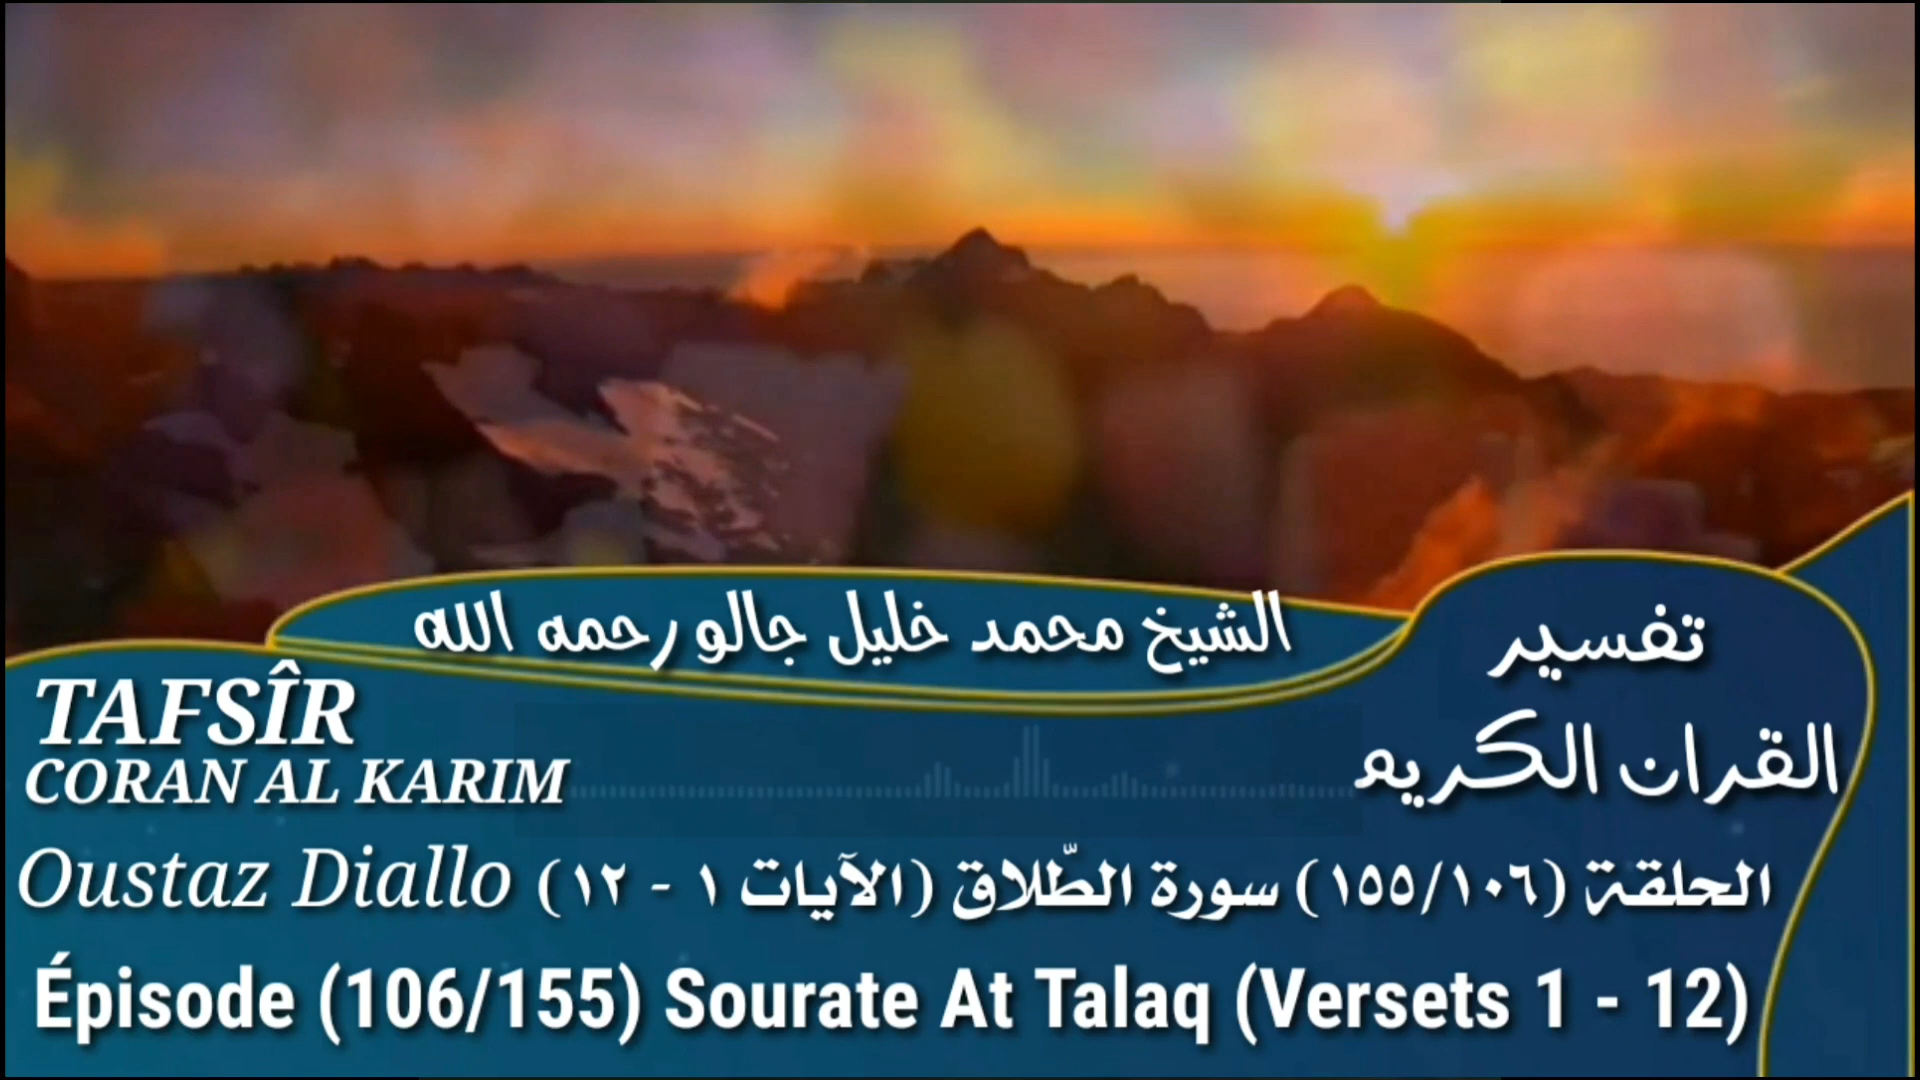 الشيخ محمد خليل جالو رحمه الله
تفسير
القران الكريم
TAFSÎR
CORAN AL KARIM
Oustaz Diallo
الحلقة (١٠٦/١٥٥) سورة الطّلاق (الآيات ١ - ١٢)
Épisode (106/155) Sourate At Talaq (Versets 1 - 12)